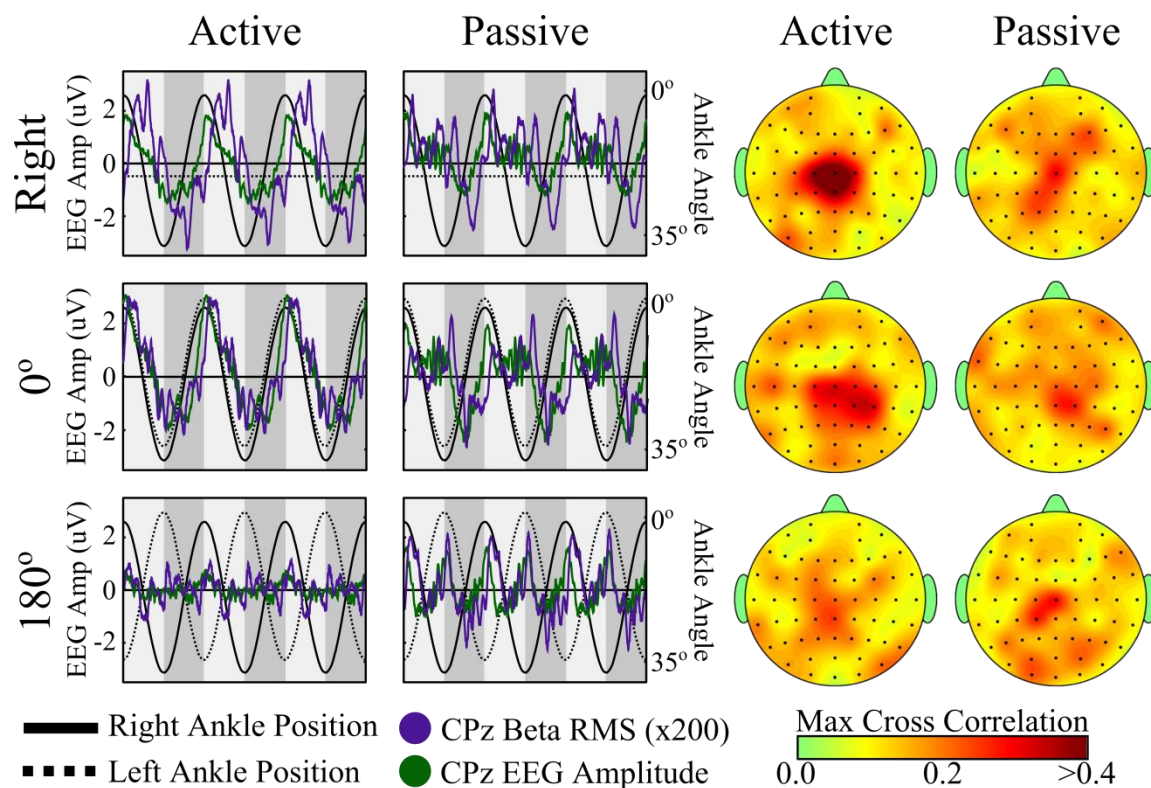 Active Passive Active Passive
Right
EEG Amp (uV)
2
0
-2
0º
35º
Ankle Angle
0º
EEG Amp (uV)
2
0
-2
0º
35º
Ankle Angle
180º
EEG Amp (uV)
2
0
-2
0º
35º
Ankle Angle
Right Ankle Position
Left Ankle Position
CPz Beta RMS (x200)
CPz EEG Amplitude
Max Cross Correlation
0.0 0.2 >0.4